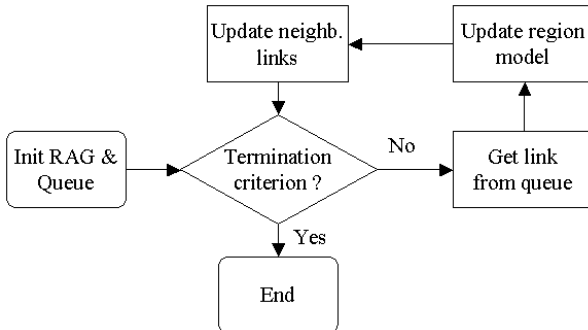 Update neighb.
links
Update region
model
Init RAG &
Queue
Termination
criterion ?
No
Get link
from queue
Yes
End